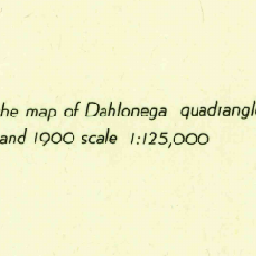 he map of Dahlonega quadrangl
and 1900 scale 1:125,000